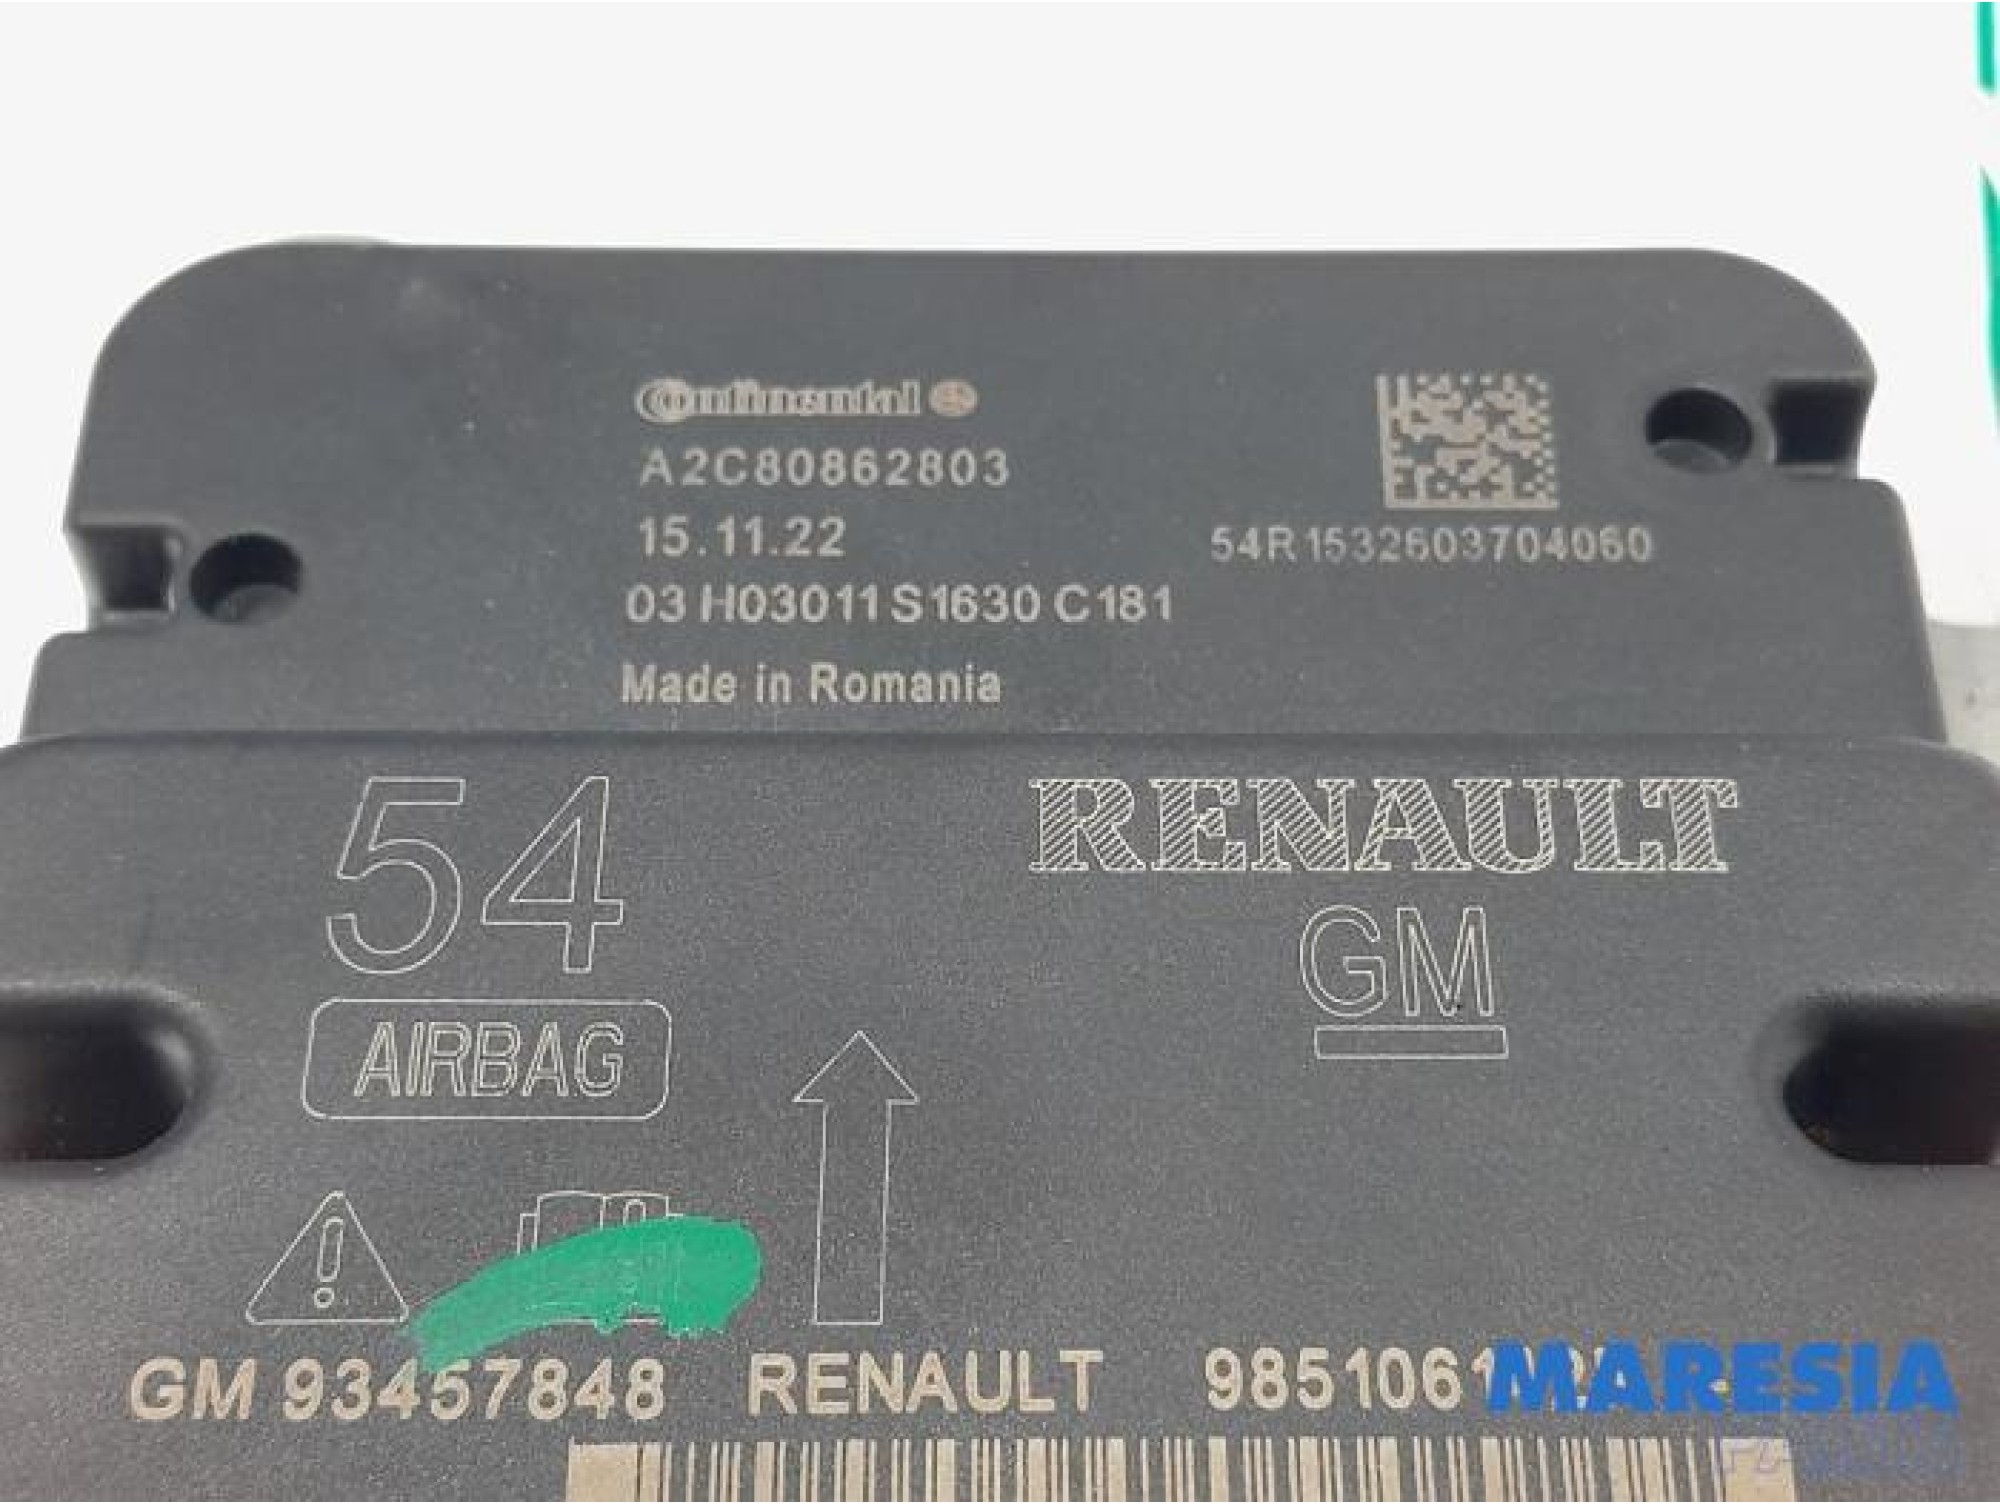 Continental
A2C80862803
15.11.22
54R1532603704060
03 H03011 S1630 C181
Made in Romania
54
RENAULT
GM
AIRBAG
GM 93457848 RENAULT
MARESIA